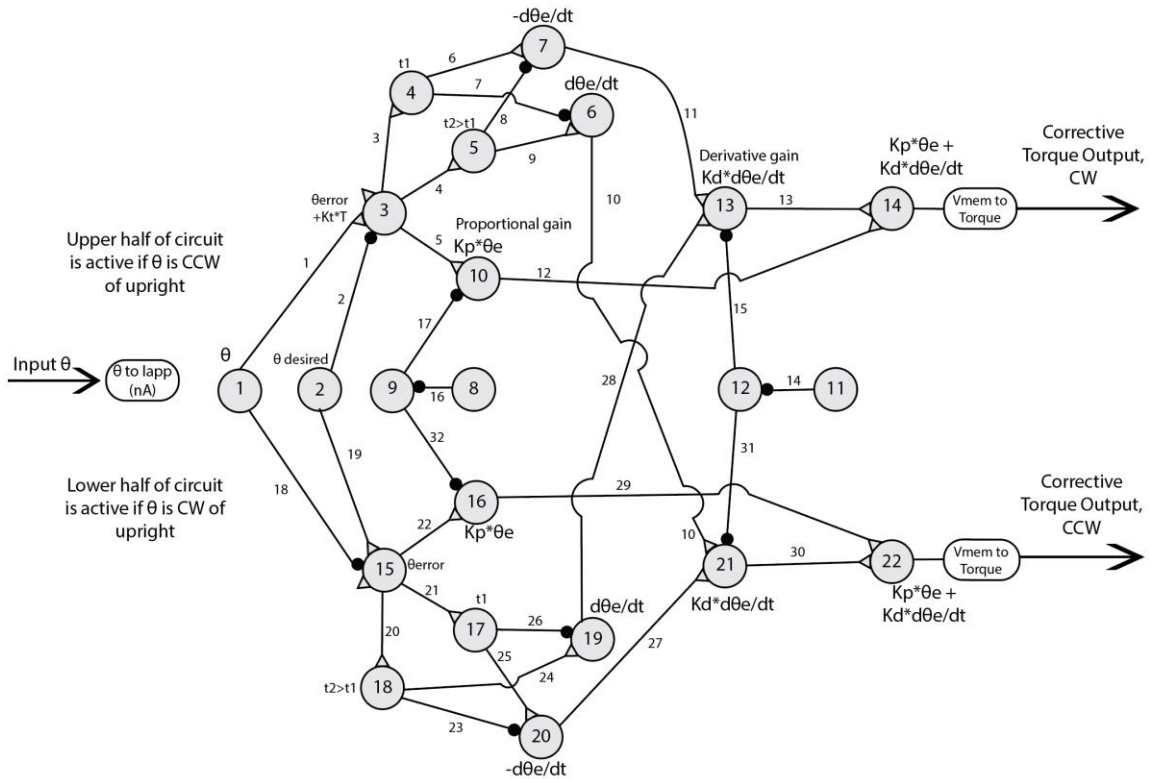 -dθe/dt
7
6
t1
4
7
dθe/dt
6
8
t2>t1
5
9
3
4
11
10
θerror
+Kt*T
3
5
Proportional gain
Kp*θe
10
12
Derivative gain
Kd*dθe/dt
13
13
Kp*θe +
Kd*dθe/dt
14
Vmem to
Torque
Corrective
Torque Output,
CW
Upper half of circuit
is active if θ is CCW
of upright
1
2
17
15
28
Input θ
θ to Iapp
(nA)
θ
1
θ desired
2
9
16
8
12
14
11
32
31
18
19
Lower half of circuit
is active if θ is CW of
upright
16
Kp*θe
29
22
10
15
θerror
21
21
Kd*dθe/dt
30
22
Kp*θe +
Kd*dθe/dt
Vmem to
Torque
Corrective
Torque Output,
CCW
t1
17
26
dθe/dt
19
20
25
24
27
t2>t1
18
23
20
-dθe/dt